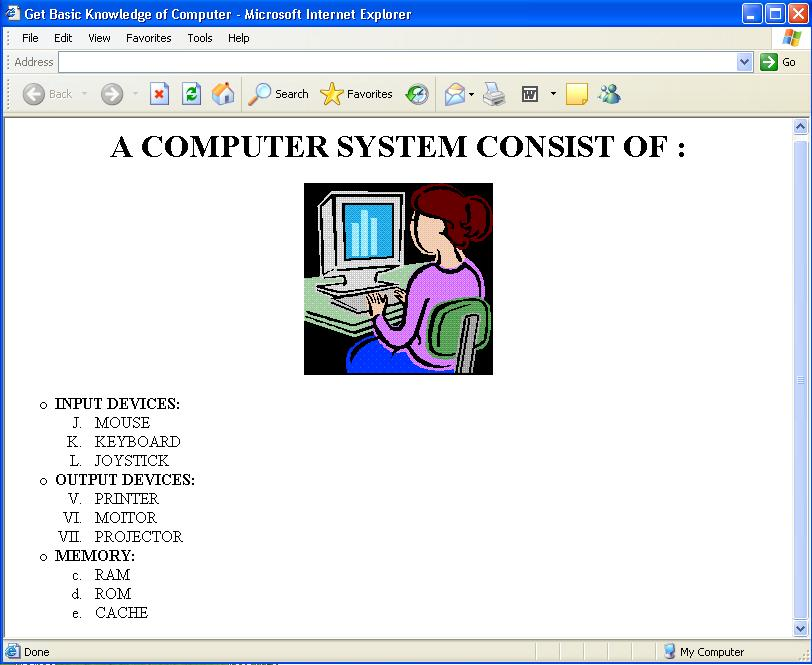 Get Basic Knowledge of Computer - Microsoft Internet Explorer
File Edit View Favorites Tools Help
Address Go
Back Search Favorites
A COMPUTER SYSTEM CONSIST OF :
o INPUT DEVICES:
J. MOUSE
K. KEYBOARD
L. JOYSTICK
o OUTPUT DEVICES:
V. PRINTER
VI. MOITOR
VII. PROJECTOR
o MEMORY:
c. RAM
d. ROM
e. CACHE
Done My Computer